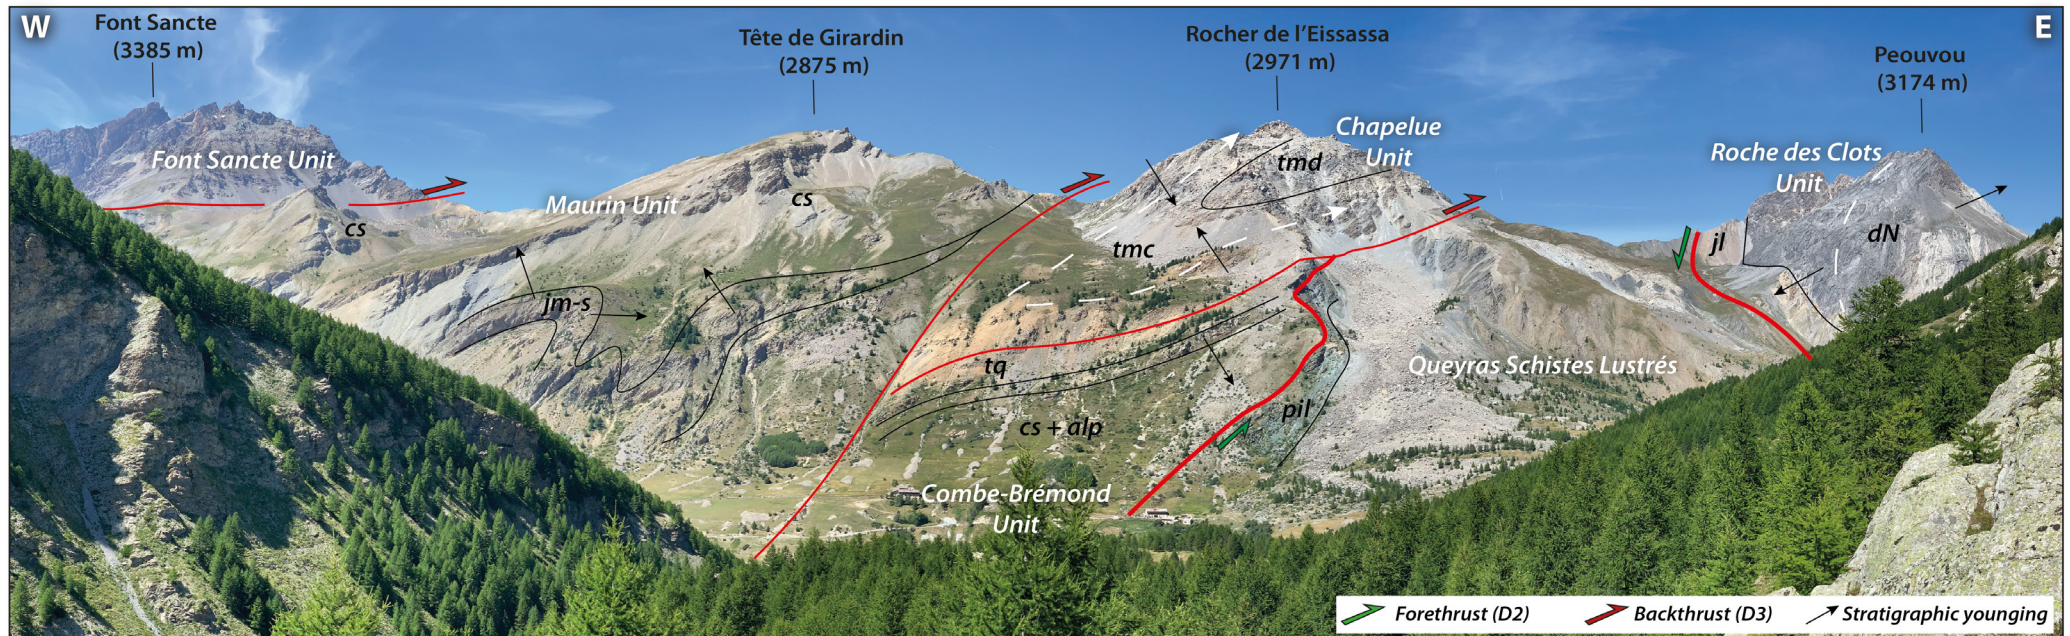 W
E
Font Sancte
(3385 m)
Tête de Girardin
(2875 m)
Rocher de l'Eissassa
(2971 m)
Peouvou
(3174 m)
Font Sancte Unit
cs
Maurin Unit
cs
jm-s
Chapelue
Unit
tmd
tmc
tq
cs + alp
pil
Combe-Brémond
Unit
Queyras Schistes Lustrés
Roche des Clots
Unit
jl
dN
Forethrust (D2)
Backthrust (D3)
Stratigraphic younging